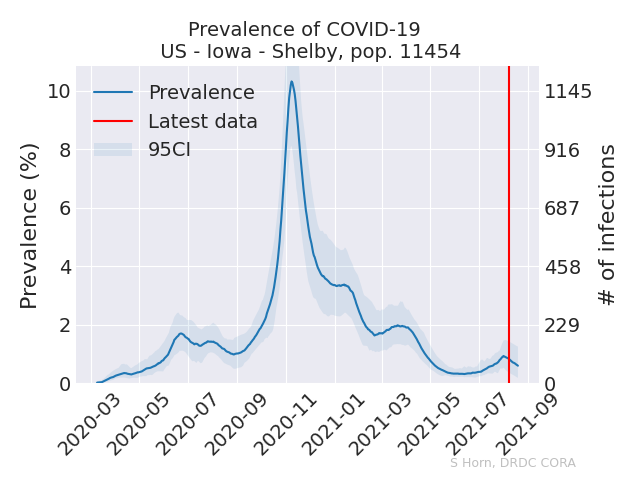 Prevalence of COVID-19
US - Iowa - Shelby, pop. 11454
Prevalence
Latest data
95CI
Prevalence (%)
10
8
6
4
2
0
1145
916
687
458
229
0
# of infections
2020-03
2020-05
2020-07
2020-09
2020-11
2021-01
2021-03
2021-05
2021-07
2021-09
S Horn, DRDC CORA